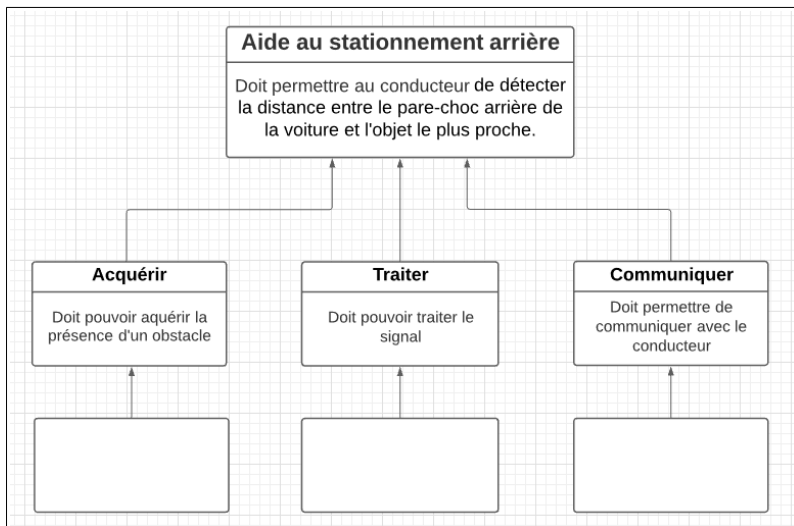 Aide au stationnement arrière
Doit permettre au conducteur de détecter
la distance entre le pare-choc arrière de
la voiture et l'objet le plus proche.
Acquérir
Doit pouvoir aquérir la
présence d'un obstacle
Traiter
Doit pouvoir traiter le
signal
Communiquer
Doit permettre de
communiquer avec le
conducteur